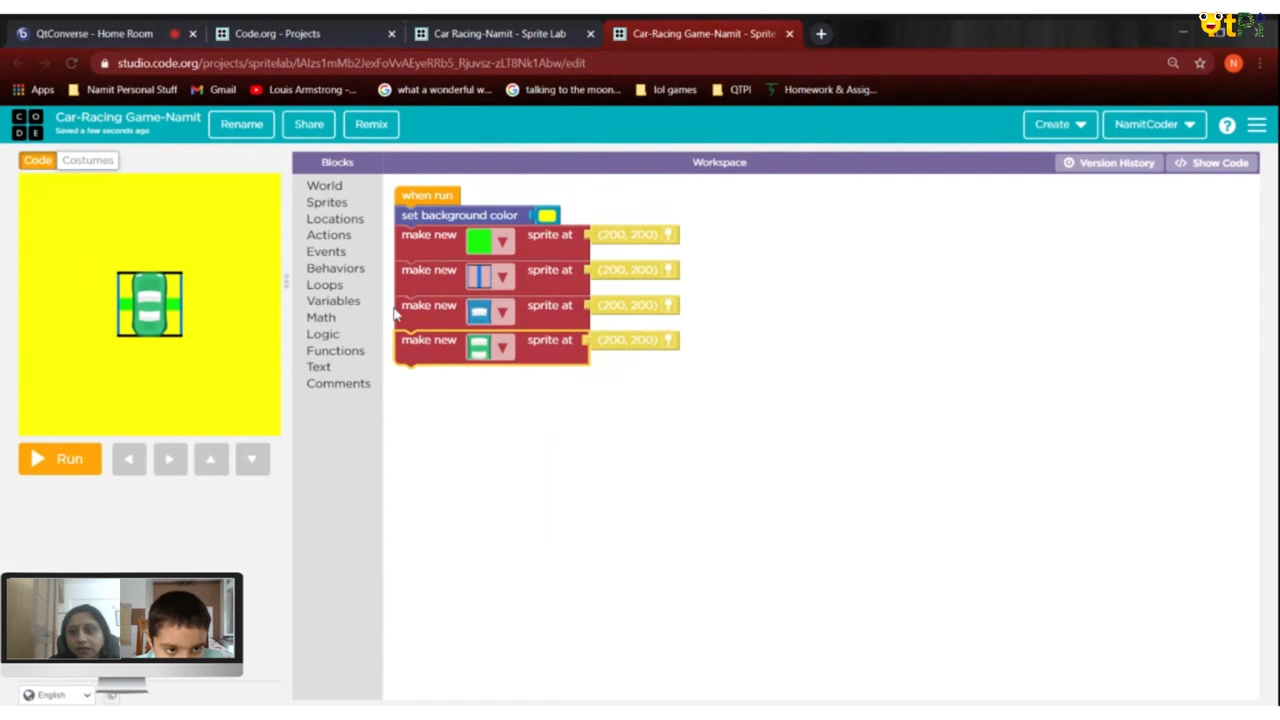 QtPi
QtConverse - Home Room
Code.org - Projects
Car Racing-Namit - Sprite Lab
Car-Racing Game-Namit - Sprite
studio.code.org/projects/spritelab/lAlzs1mMb2JexFoVvAEyeRRb5_Rjuvsz-zLT8Nk1Abw/edit
N
Apps
Namit Personal Stuff
Gmail
Louis Armstrong -...
what a wonderful w...
talking to the moon...
lol games
QTPI
Homework & Assig...
CODE
Car-Racing Game-Namit
Saved a few seconds ago
Rename
Share
Remix
Create
NamitCoder
?
Code
Costumes
Blocks
Workspace
Version History
</> Show Code
World
Sprites
Locations
Actions
Events
Behaviors
Loops
Variables
Math
Logic
Functions
Text
Comments
when run
set background color
make new sprite at (200, 200)
make new sprite at (200, 200)
make new sprite at (200, 200)
make new sprite at (200, 200)
Run
English